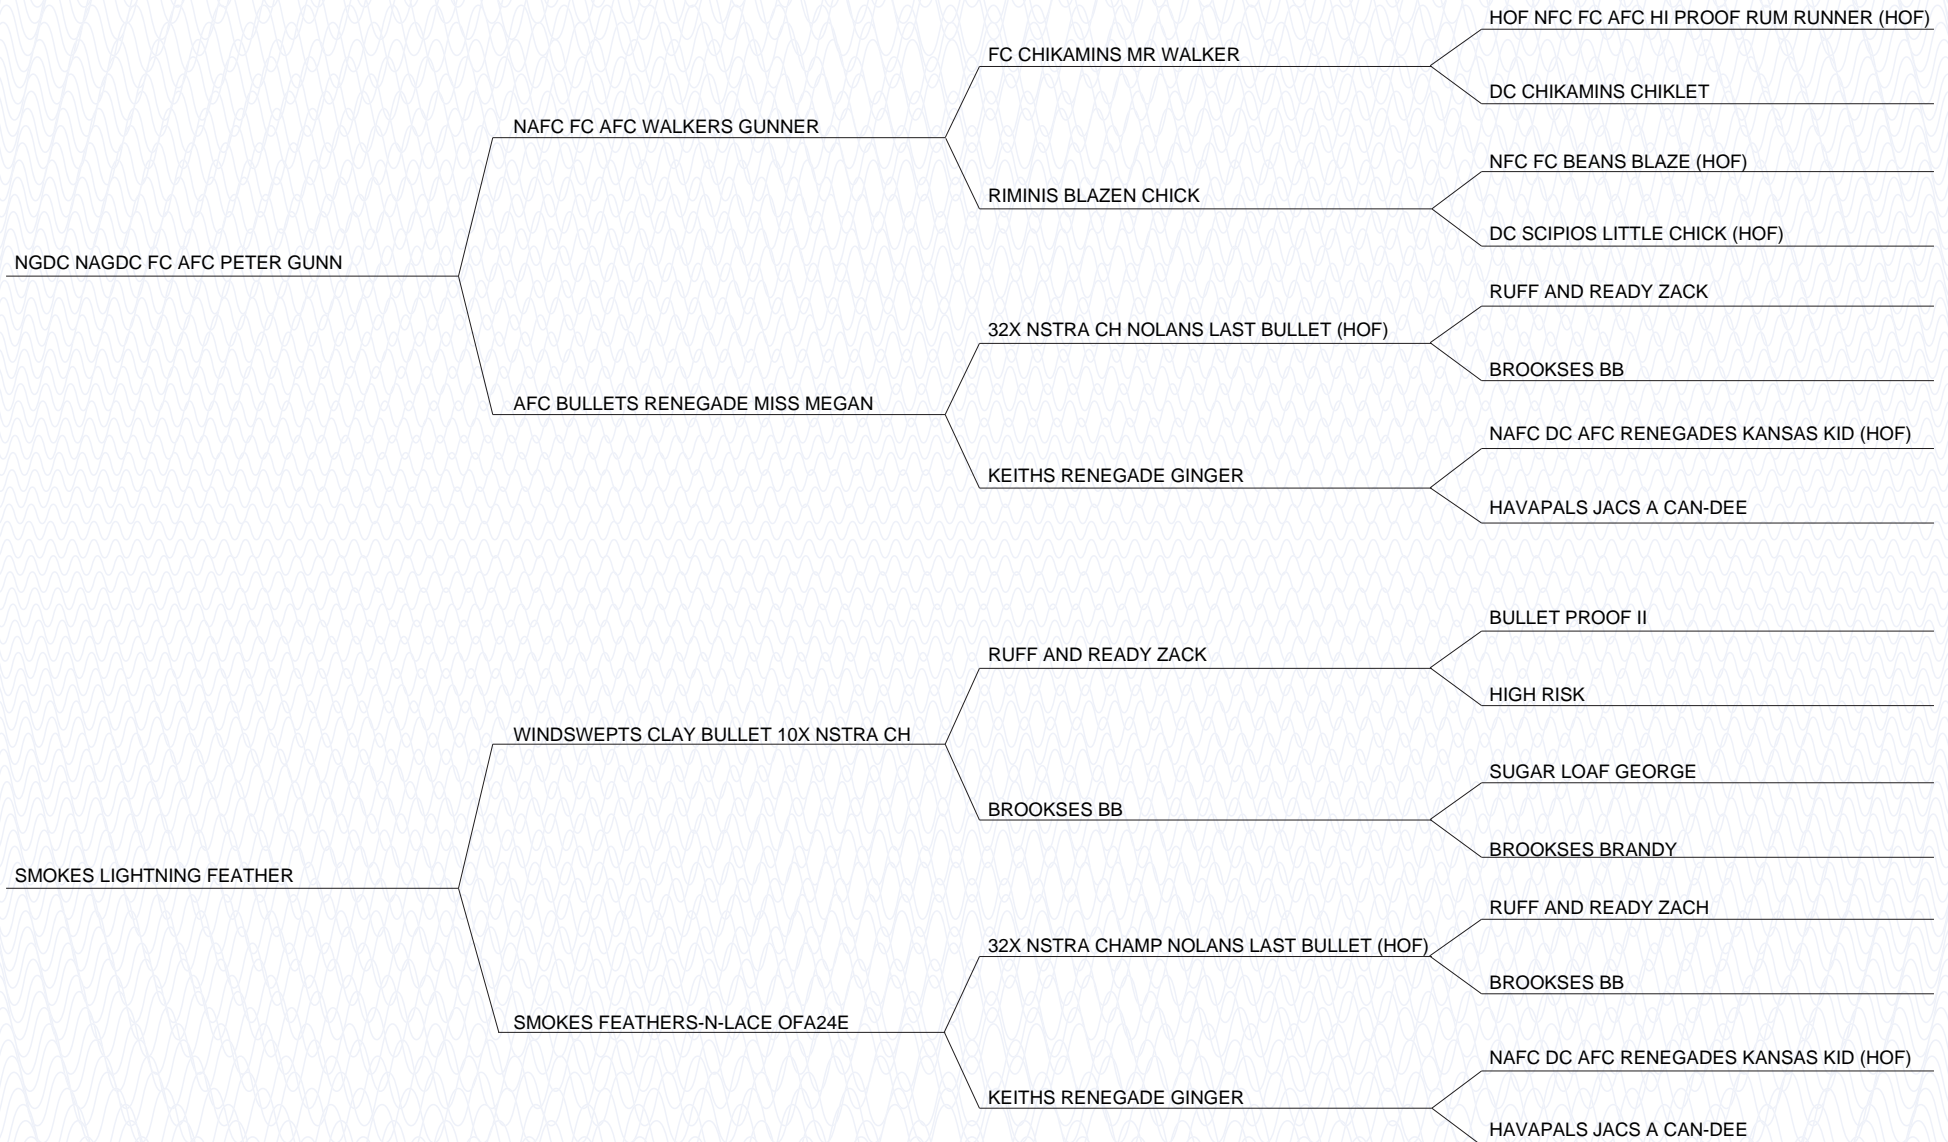 HOF NFC FC AFC HI PROOF RUM RUNNER (HOF)
FC CHIKAMINS MR WALKER
DC CHIKAMINS CHIKLET
NAFC FC AFC WALKERS GUNNER
NFC FC BEANS BLAZE (HOF)
RIMINIS BLAZEN CHICK
DC SCIPIOS LITTLE CHICK (HOF)
NGDC NAGDC FC AFC PETER GUNN
RUFF AND READY ZACK
32X NSTRA CH NOLANS LAST BULLET (HOF)
BROOKSES BB
AFC BULLETS RENEGADE MISS MEGAN
NAFC DC AFC RENEGADES KANSAS KID (HOF)
KEITHS RENEGADE GINGER
HAVAPALS JACS A CAN-DEE
BULLET PROOF II
RUFF AND READY ZACK
HIGH RISK
WINDSWEPTS CLAY BULLET 10X NSTRA CH
SUGAR LOAF GEORGE
BROOKSES BB
BROOKSES BRANDY
SMOKES LIGHTNING FEATHER
RUFF AND READY ZACH
32X NSTRA CHAMP NOLANS LAST BULLET (HOF)
BROOKSES BB
SMOKES FEATHERS-N-LACE OFA24E
NAFC DC AFC RENEGADES KANSAS KID (HOF)
KEITHS RENEGADE GINGER
HAVAPALS JACS A CAN-DEE